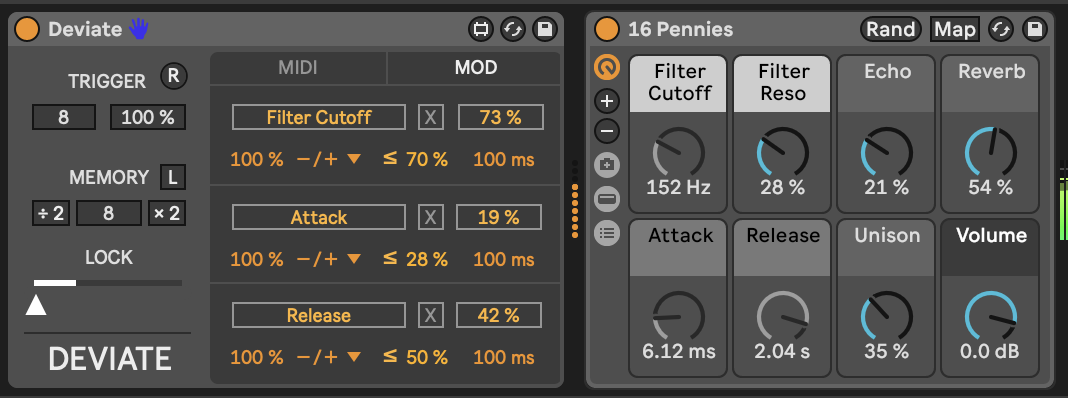 Deviate
TRIGGER R
8 100 %
MEMORY L
÷ 2 8 × 2
LOCK
DEVIATE
MIDI MOD
Filter Cutoff X 73 %
100 % −/+ ≤ 70 % 100 ms
Attack X 19 %
100 % −/+ ≤ 28 % 100 ms
Release X 42 %
100 % −/+ ≤ 50 % 100 ms
16 Pennies Rand Map
Filter Cutoff
152 Hz
Filter Reso
28 %
Echo
21 %
Reverb
54 %
Attack
6.12 ms
Release
2.04 s
Unison
35 %
Volume
0.0 dB